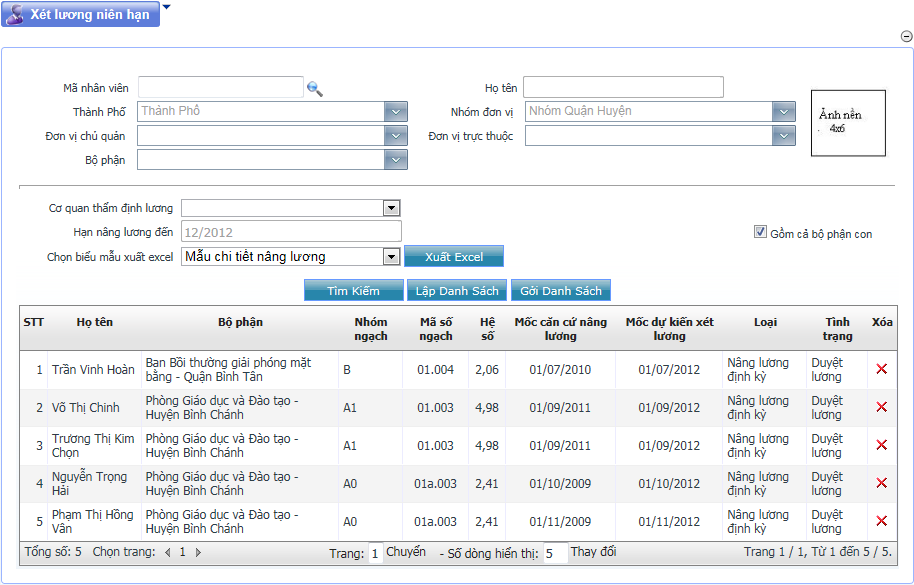 Xét lương niên hạn
Mã nhân viên Họ tên
Thành Phố Thành Phố Nhóm đơn vị Nhóm Quận Huyện
Ảnh nền
4x6
Đơn vị chủ quản Đơn vị trực thuộc
Bộ phận
Cơ quan thẩm định lương
Hạn nâng lương đến 12/2012 Gồm cả bộ phận con
Chọn biểu mẫu xuất excel Mẫu chi tiết nâng lương Xuất Excel
Tìm Kiếm Lập Danh Sách Gởi Danh Sách
STT Họ tên Bộ phận Nhóm ngạch Mã số ngạch Hệ số Mốc căn cứ nâng lương Mốc dự kiến xét lương Loại Tình trạng Xóa
1 Trần Vinh Hoàn Ban Bồi thường giải phóng mặt bằng - Quận Bình Tân B 01.004 2,06 01/07/2010 01/07/2012 Nâng lương định kỳ Duyệt lương
2 Võ Thị Chinh Phòng Giáo dục và Đào tạo - Huyện Bình Chánh A1 01.003 4,98 01/09/2011 01/09/2012 Nâng lương định kỳ Duyệt lương
3 Trương Thị Kim Chọn Phòng Giáo dục và Đào tạo - Huyện Bình Chánh A1 01.003 4,98 01/09/2011 01/09/2012 Nâng lương định kỳ Duyệt lương
4 Nguyễn Trọng Hải Phòng Giáo dục và Đào tạo - Huyện Bình Chánh A0 01a.003 2,41 01/10/2009 01/10/2012 Nâng lương định kỳ Duyệt lương
5 Phạm Thị Hồng Vân Phòng Giáo dục và Đào tạo - Huyện Bình Chánh A0 01a.003 2,41 01/11/2009 01/11/2012 Nâng lương định kỳ Duyệt lương
Tổng số: 5 Chọn trang: 1 Trang: 1 Chuyển - Số dòng hiển thị: 5 Thay đổi Trang 1 / 1, Từ 1 đến 5 / 5.